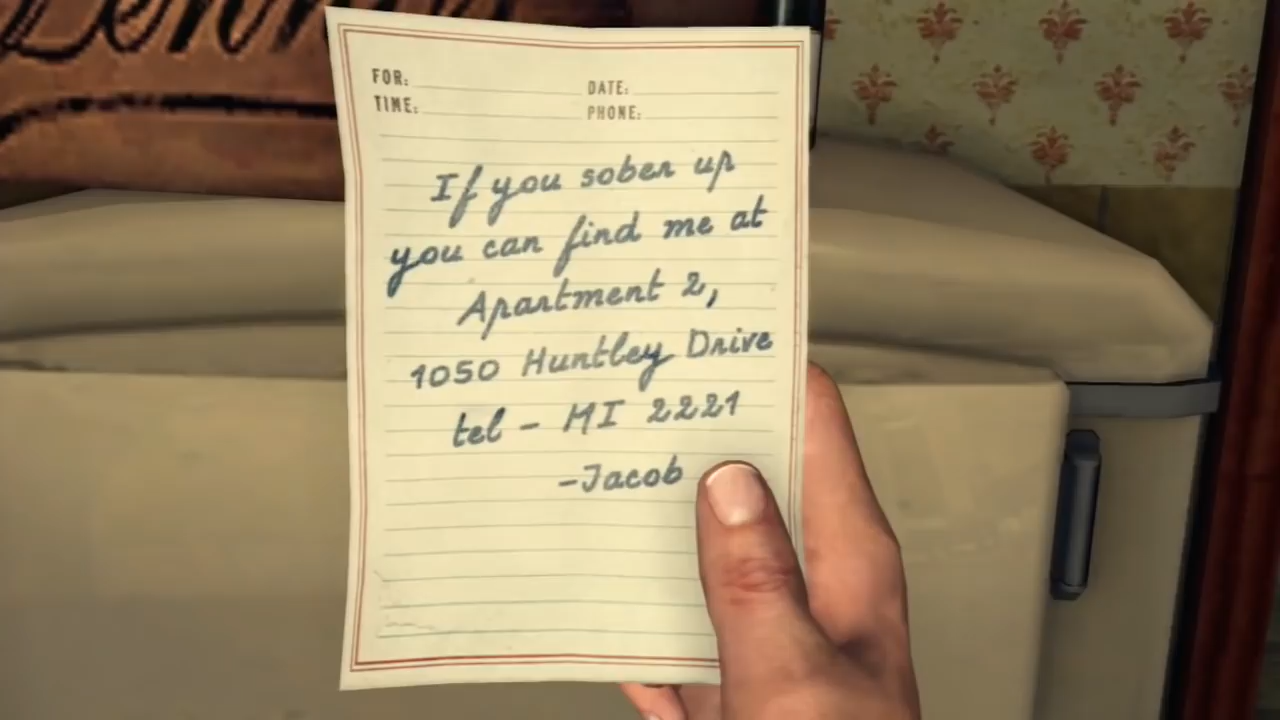 FOR:
DATE:
TIME:
PHONE:
If you sober up
you can find me at
Apartment 2,
1050 Huntley Drive
tel - MI 2221
-Jacob